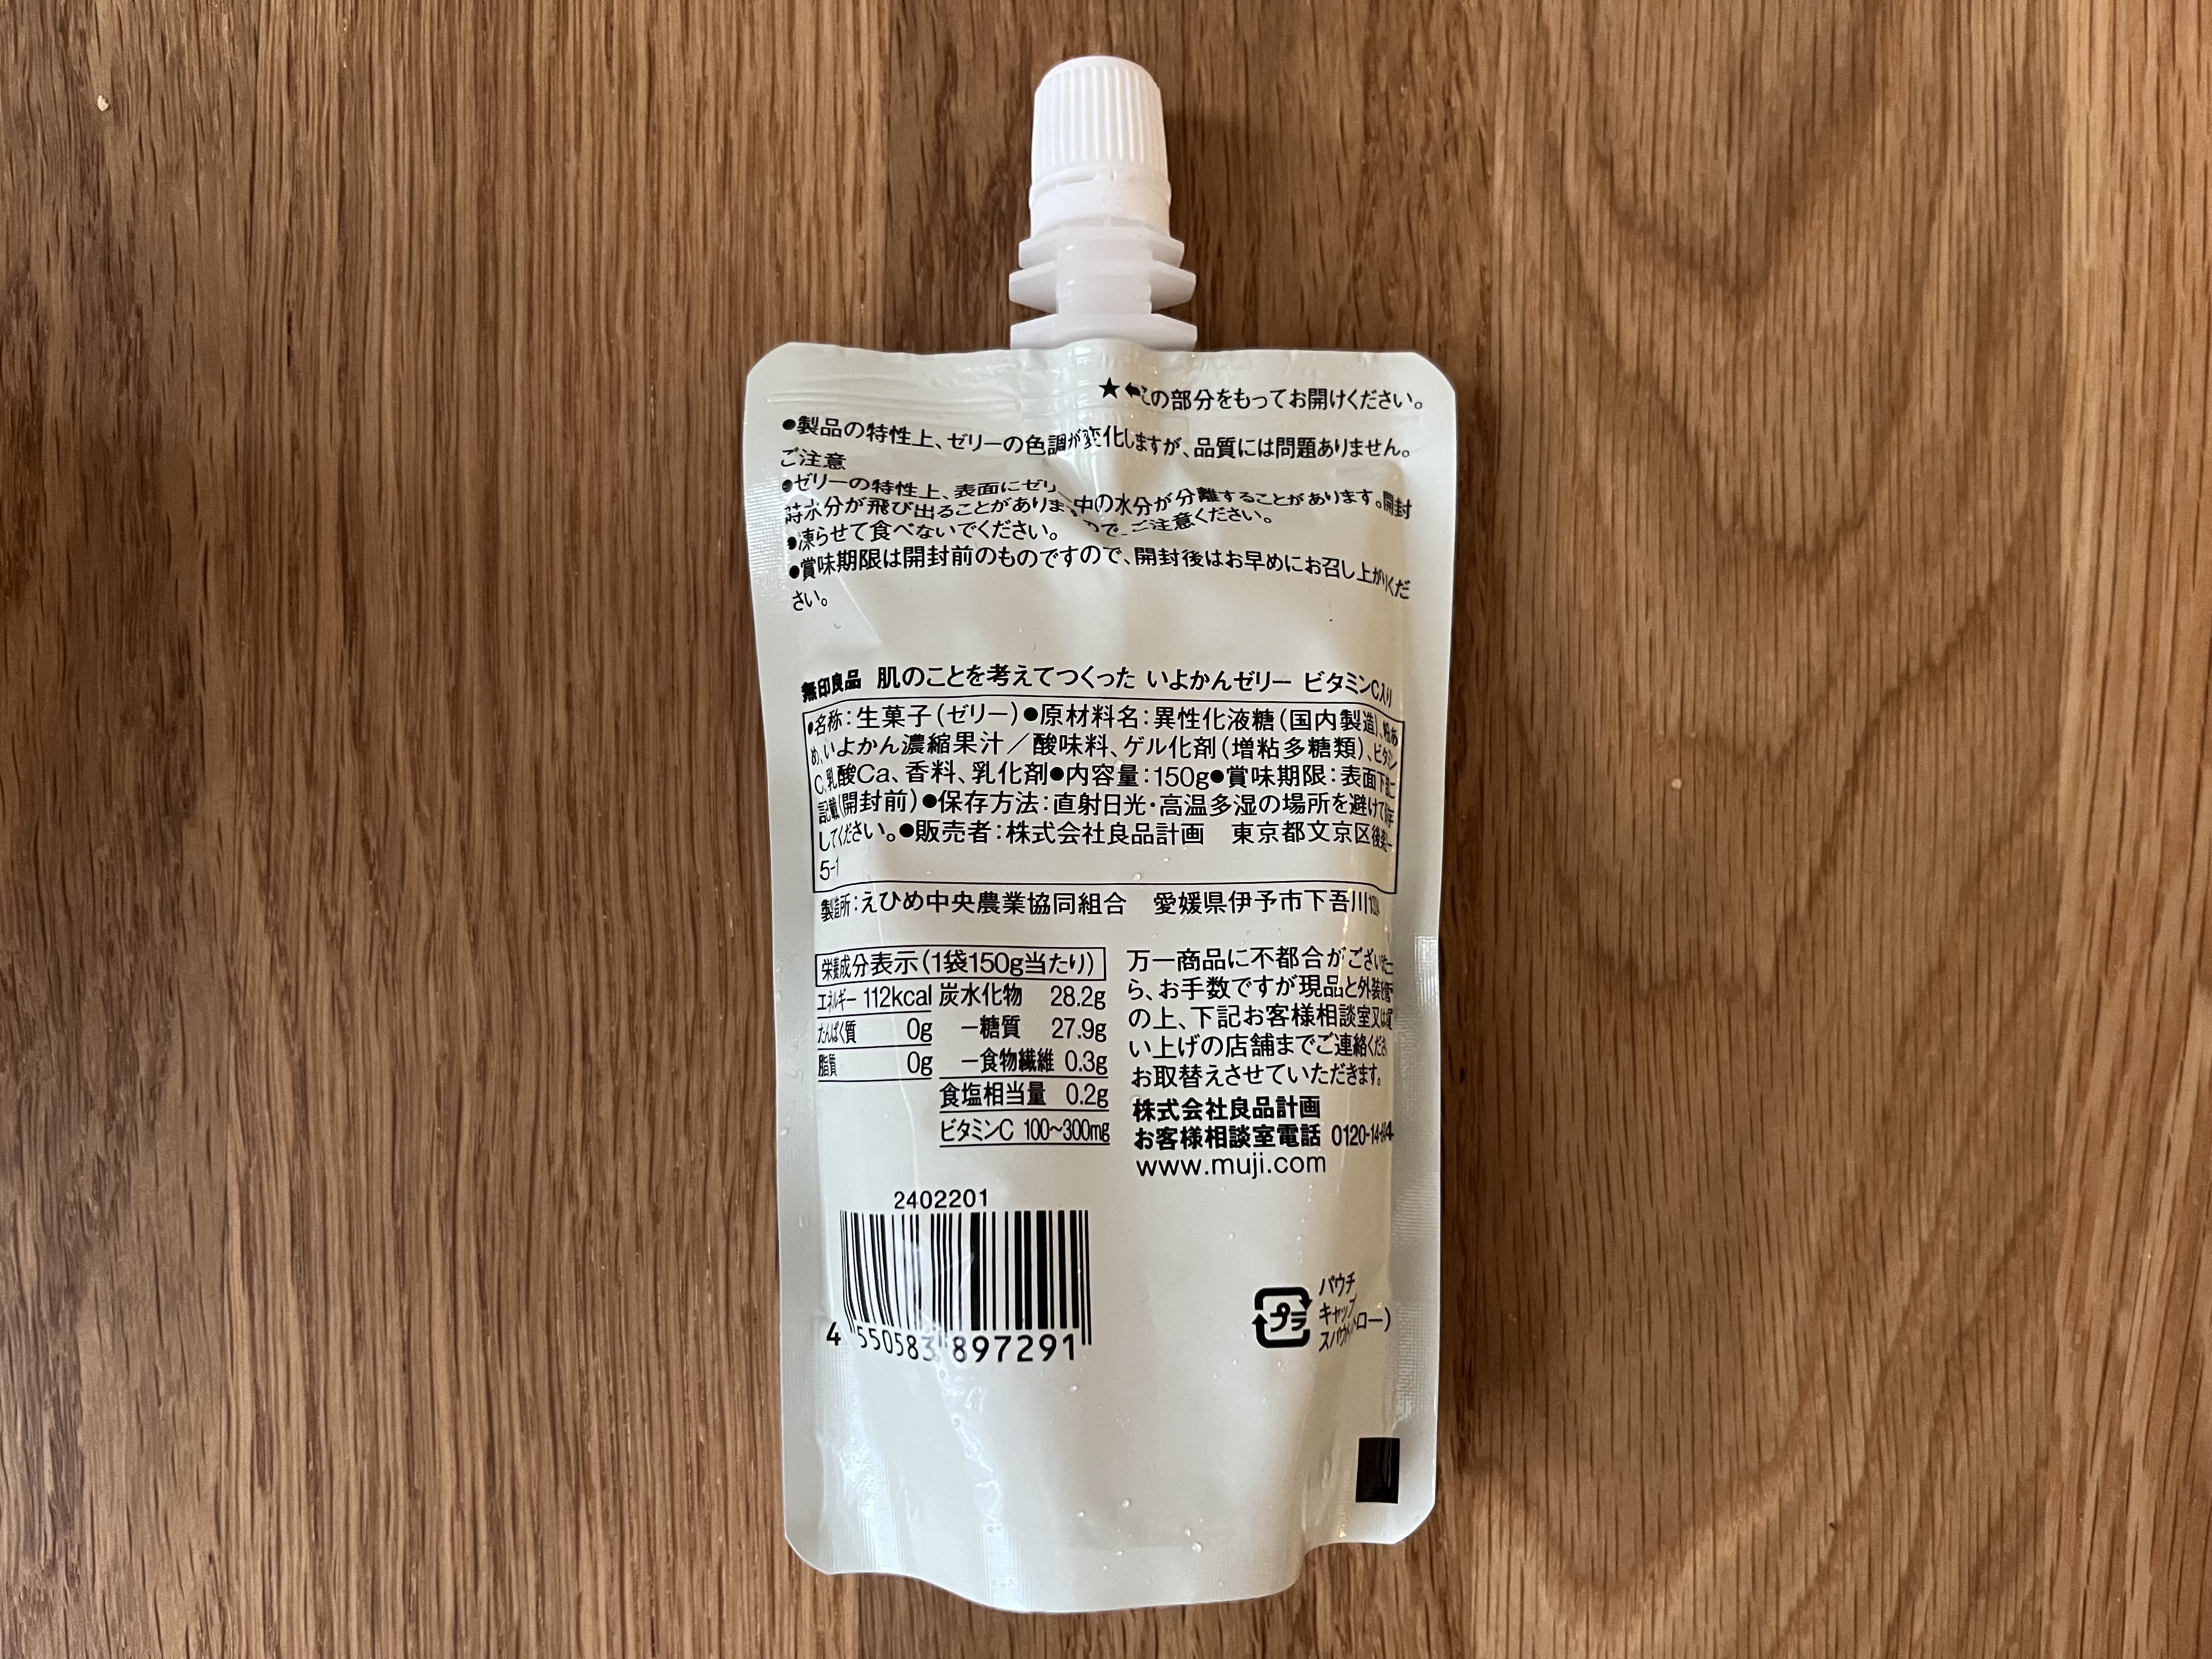 ★←この部分をもってお開けください。
●製品の特性上、ゼリーの色調が変化しますが、品質には問題ありません。
ご注意
●ゼリーの特性上、表面にゼリ 中の水分が分離することがあります。開封
時水分が飛び出ることがありま ので、ご注意ください。
●凍らせて食べないでください。
●賞味期限は開封前のものですので、開封後はお早めにお召し上がりくだ
さい。
無印良品 肌のことを考えてつくった いよかんゼリー ビタミンC入り
●名称：生菓子（ゼリー）●原材料名：異性化液糖（国内製造）、粉あ
め、いよかん濃縮果汁／酸味料、ゲル化剤（増粘多糖類）、ビタミン
C、乳酸Ca、香料、乳化剤●内容量：150g●賞味期限：表面下部に
記載（開封前）●保存方法：直射日光・高温多湿の場所を避けて保存
してください。●販売者：株式会社良品計画 東京都文京区後楽
5-1
製造所：えひめ中央農業協同組合 愛媛県伊予市下吾川
栄養成分表示（1袋150g当たり）
エネルギー 112kcal 炭水化物 28.2g
たんぱく質 0g －糖質 27.9g
脂質 0g －食物繊維 0.3g
食塩相当量 0.2g
ビタミンC 100〜300mg
万一商品に不都合がございまし
ら、お手数ですが現品と外装を
の上、下記お客様相談室又はお
い上げの店舗までご連絡くださ
お取替えさせていただきます。
株式会社良品計画
お客様相談室電話 0120-14-
www.muji.com
2402201
4 550583 897291
プラ
パウチ
キャップ
スパウト ロー）